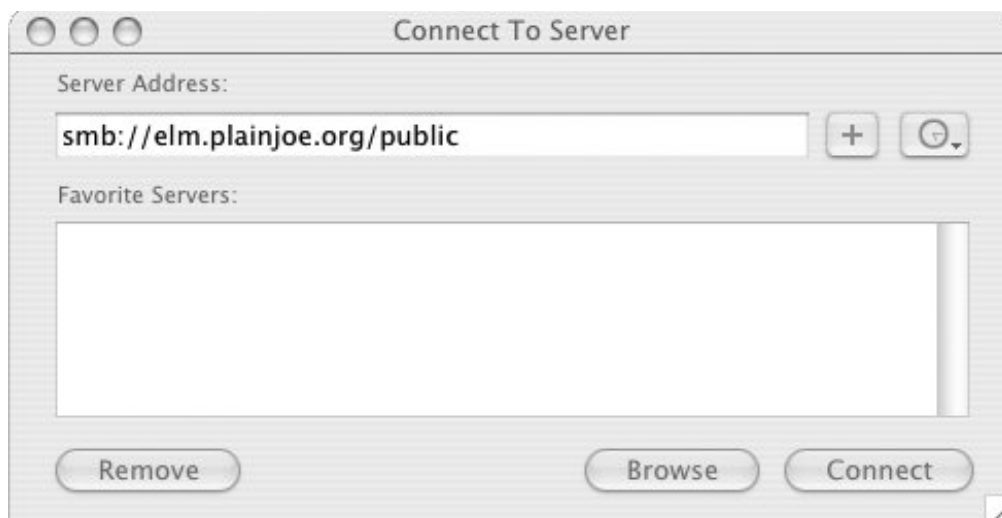 Connect To Server
Server Address:
smb://elm.plainjoe.org/public
+
Favorite Servers:
Remove Browse Connect